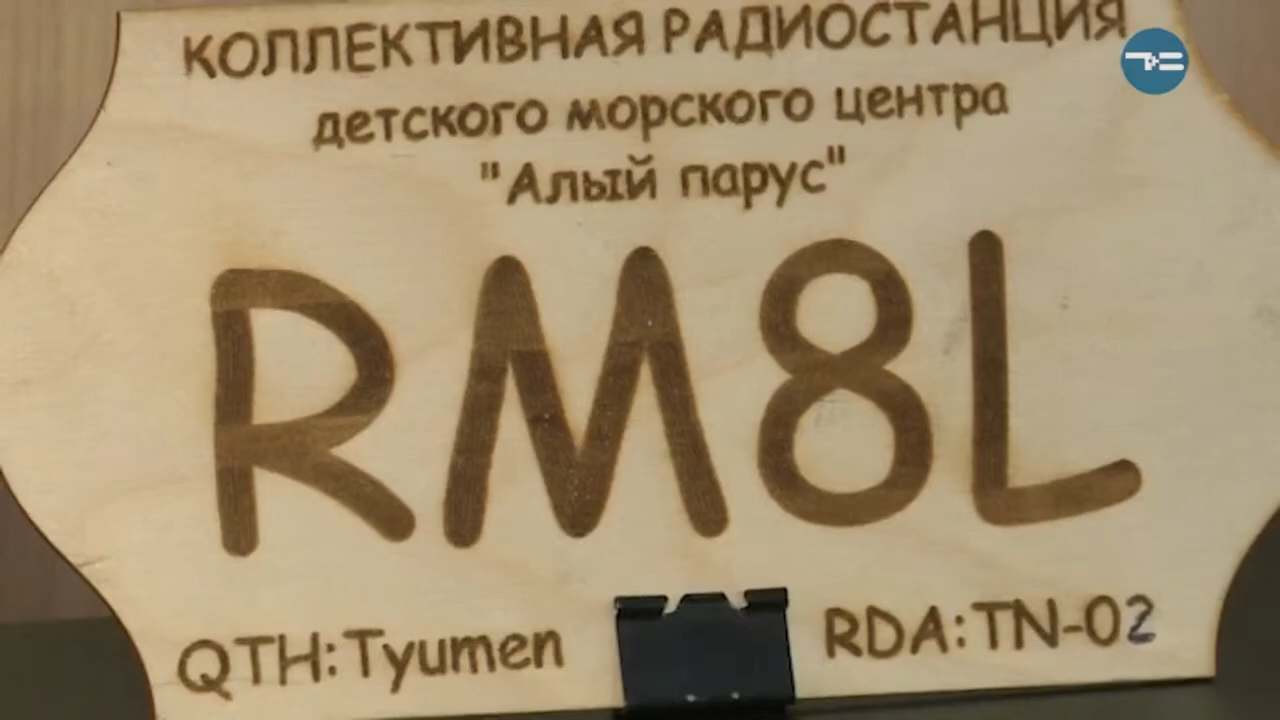 КОЛЛЕКТИВНАЯ РАДИОСТАНЦИЯ
детского морского центра
"Алый парус"
RM8L
QTH:Tyumen
RDA:TN-02